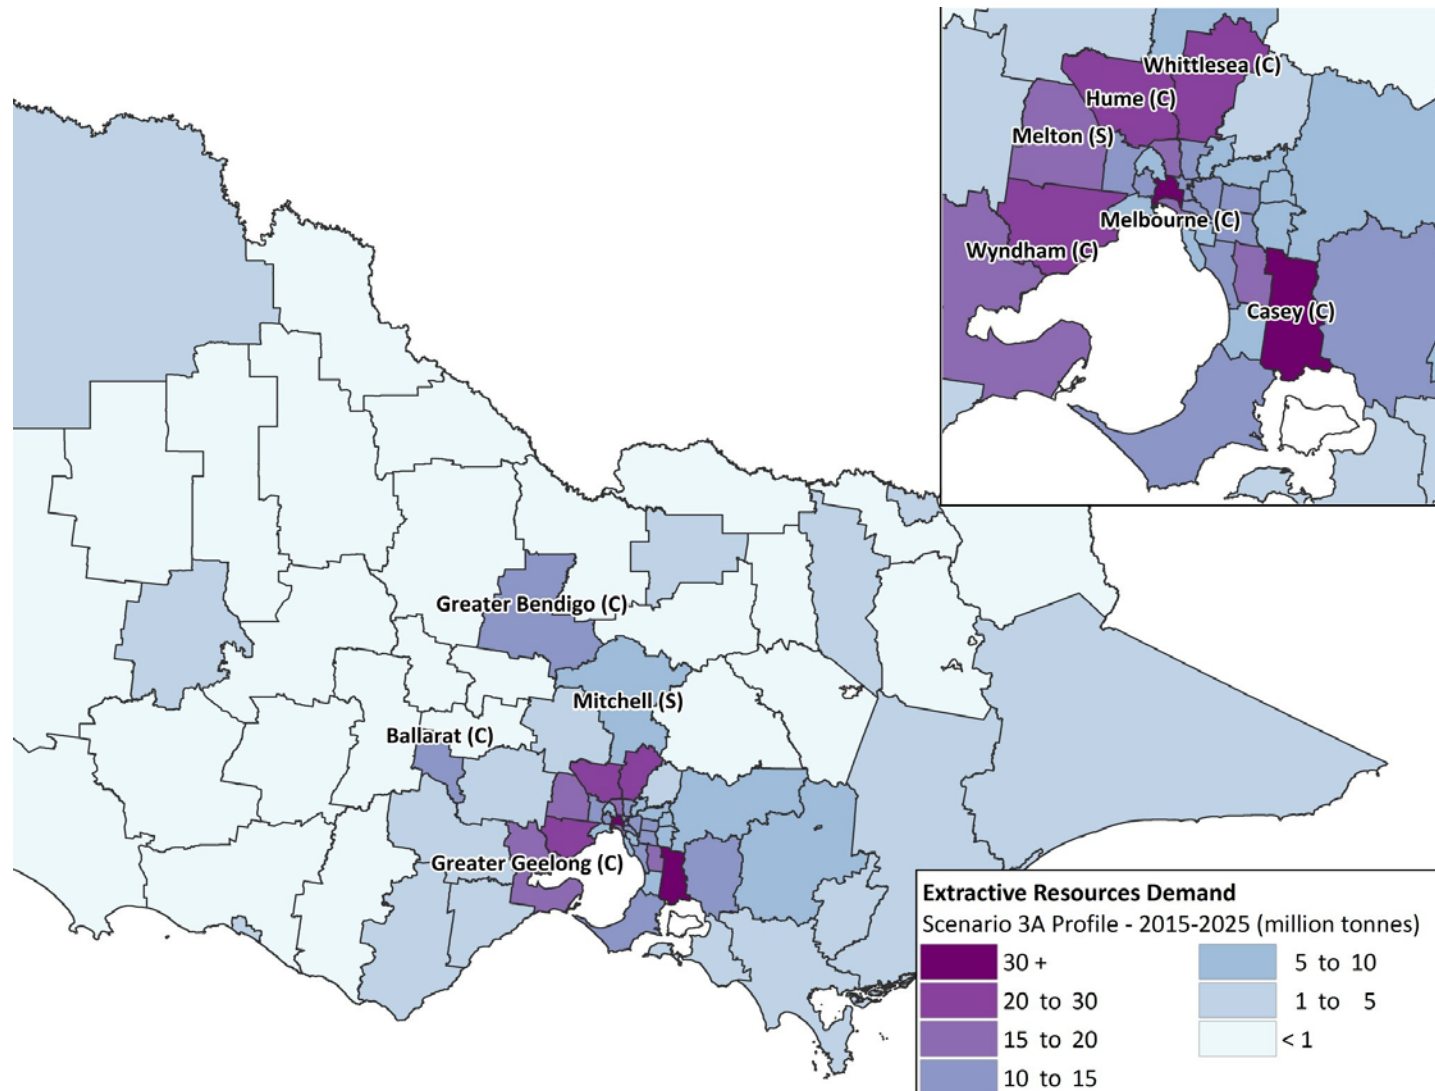 Whittlesea (C)
Hume (C)
Melton (S)
Melbourne (C)
Wyndham (C)
Casey (C)
Greater Bendigo (C)
Mitchell (S)
Ballarat (C)
Greater Geelong (C)
Extractive Resources Demand
Scenario 3A Profile - 2015-2025 (million tonnes)
30 +
20 to 30
15 to 20
10 to 15
5 to 10
1 to 5
< 1